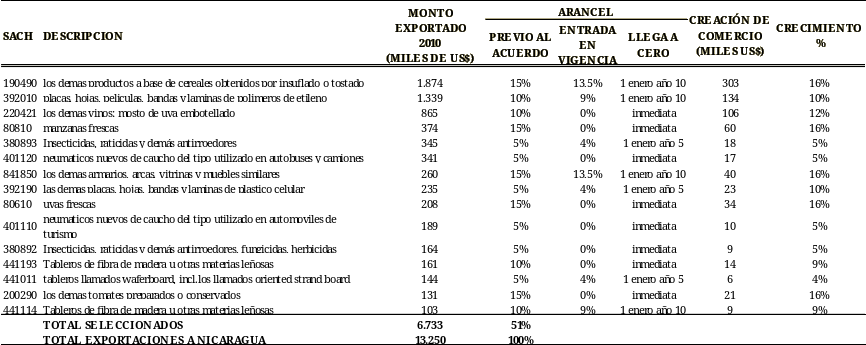 SACH DESCRIPCION MONTO EXPORTADO 2010 (MILES DE US$) ARANCEL PREVIO AL ACUERDO ENTRADA EN VIGENCIA LLEGA A CERO CREACIÓN DE COMERCIO (MILES US$) CRECIMIENTO %
190490 los demas productos a base de cereales obtenidos por insuflado o tostado 1.874 15% 13.5% 1 enero año 10 303 16%
392010 placas, hojas, peliculas, bandas y laminas de polimeros de etileno 1.339 10% 9% 1 enero año 10 134 10%
220421 los demas vinos; mosto de uva embotellado 865 10% 0% inmediata 106 12%
80810 manzanas frescas 374 15% 0% inmediata 60 16%
380893 Insecticidas, raticidas y demás antirroedores 345 5% 4% 1 enero año 5 18 5%
401120 neumaticos nuevos de caucho del tipo utilizado en autobuses y camiones 341 5% 0% inmediata 17 5%
841850 los demas armarios, arcas, vitrinas y muebles similares 260 15% 13.5% 1 enero año 10 40 16%
392190 las demas placas, hojas, bandas y laminas de plastico celular 235 5% 4% 1 enero año 5 23 10%
80610 uvas frescas 208 15% 0% inmediata 34 16%
401110 neumaticos nuevos de caucho del tipo utilizado en automoviles de turismo 189 5% 0% inmediata 10 5%
380892 Insecticidas, raticidas y demás antirroedores, fungicidas, herbicidas 164 5% 0% inmediata 9 5%
441193 Tableros de fibra de madera u otras materias leñosas 161 10% 0% inmediata 14 9%
441011 tableros llamados waferboard, incl.los llamados oriented strand board 144 5% 4% 1 enero año 5 6 4%
200290 los demas tomates preparados o conservados 131 15% 0% inmediata 21 16%
441114 Tableros de fibra de madera u otras materias leñosas 103 10% 9% 1 enero año 10 9 9%
TOTAL SELECCIONADOS 6.733 51%
TOTAL EXPORTACIONES A NICARAGUA 13.250 100%